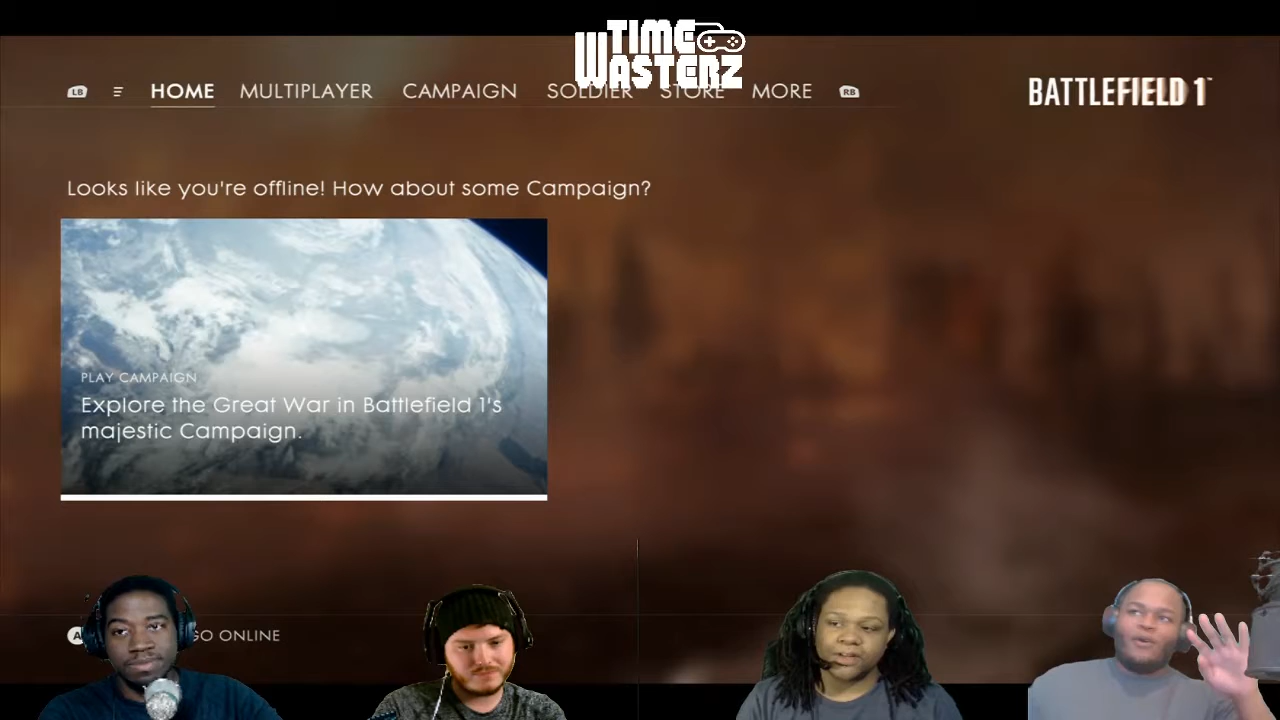 TIME
WASTERZ
LB HOME MULTIPLAYER CAMPAIGN SOLDIER STORE MORE RB
BATTLEFIELD 1™
Looks like you're offline! How about some Campaign?
PLAY CAMPAIGN
Explore the Great War in Battlefield 1's
majestic Campaign.
A GO ONLINE